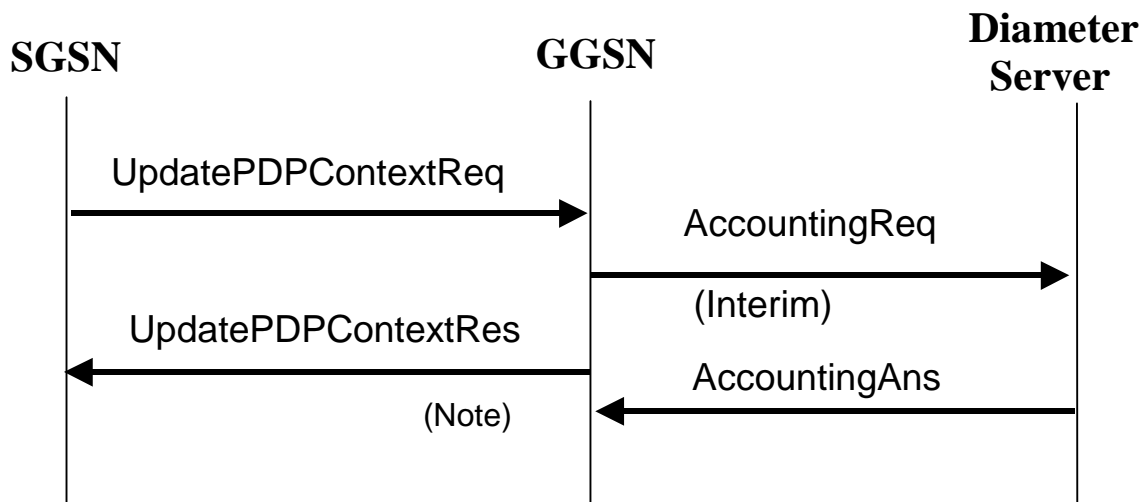 SGSN
GGSN
Diameter
Server
UpdatePDPContextReq
AccountingReq
(Interim)
UpdatePDPContextRes
AccountingAns
(Note)